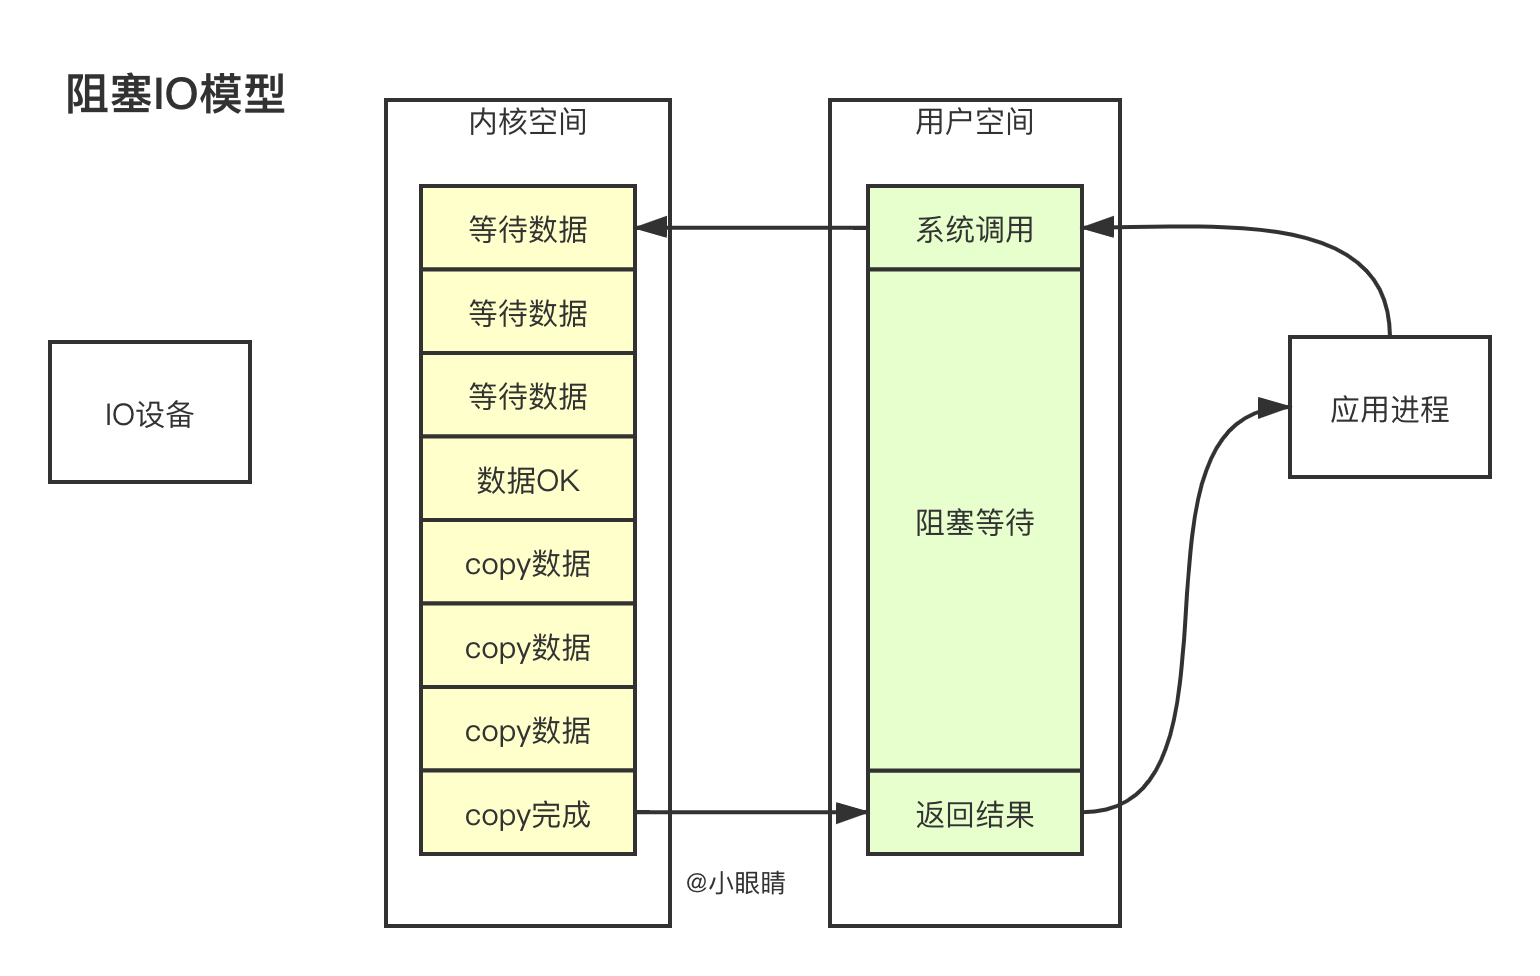 阻塞IO模型
内核空间
用户空间
等待数据
系统调用
等待数据
等待数据
IO设备
应用进程
数据OK
阻塞等待
copy数据
copy数据
copy数据
copy完成
返回结果
@小眼睛